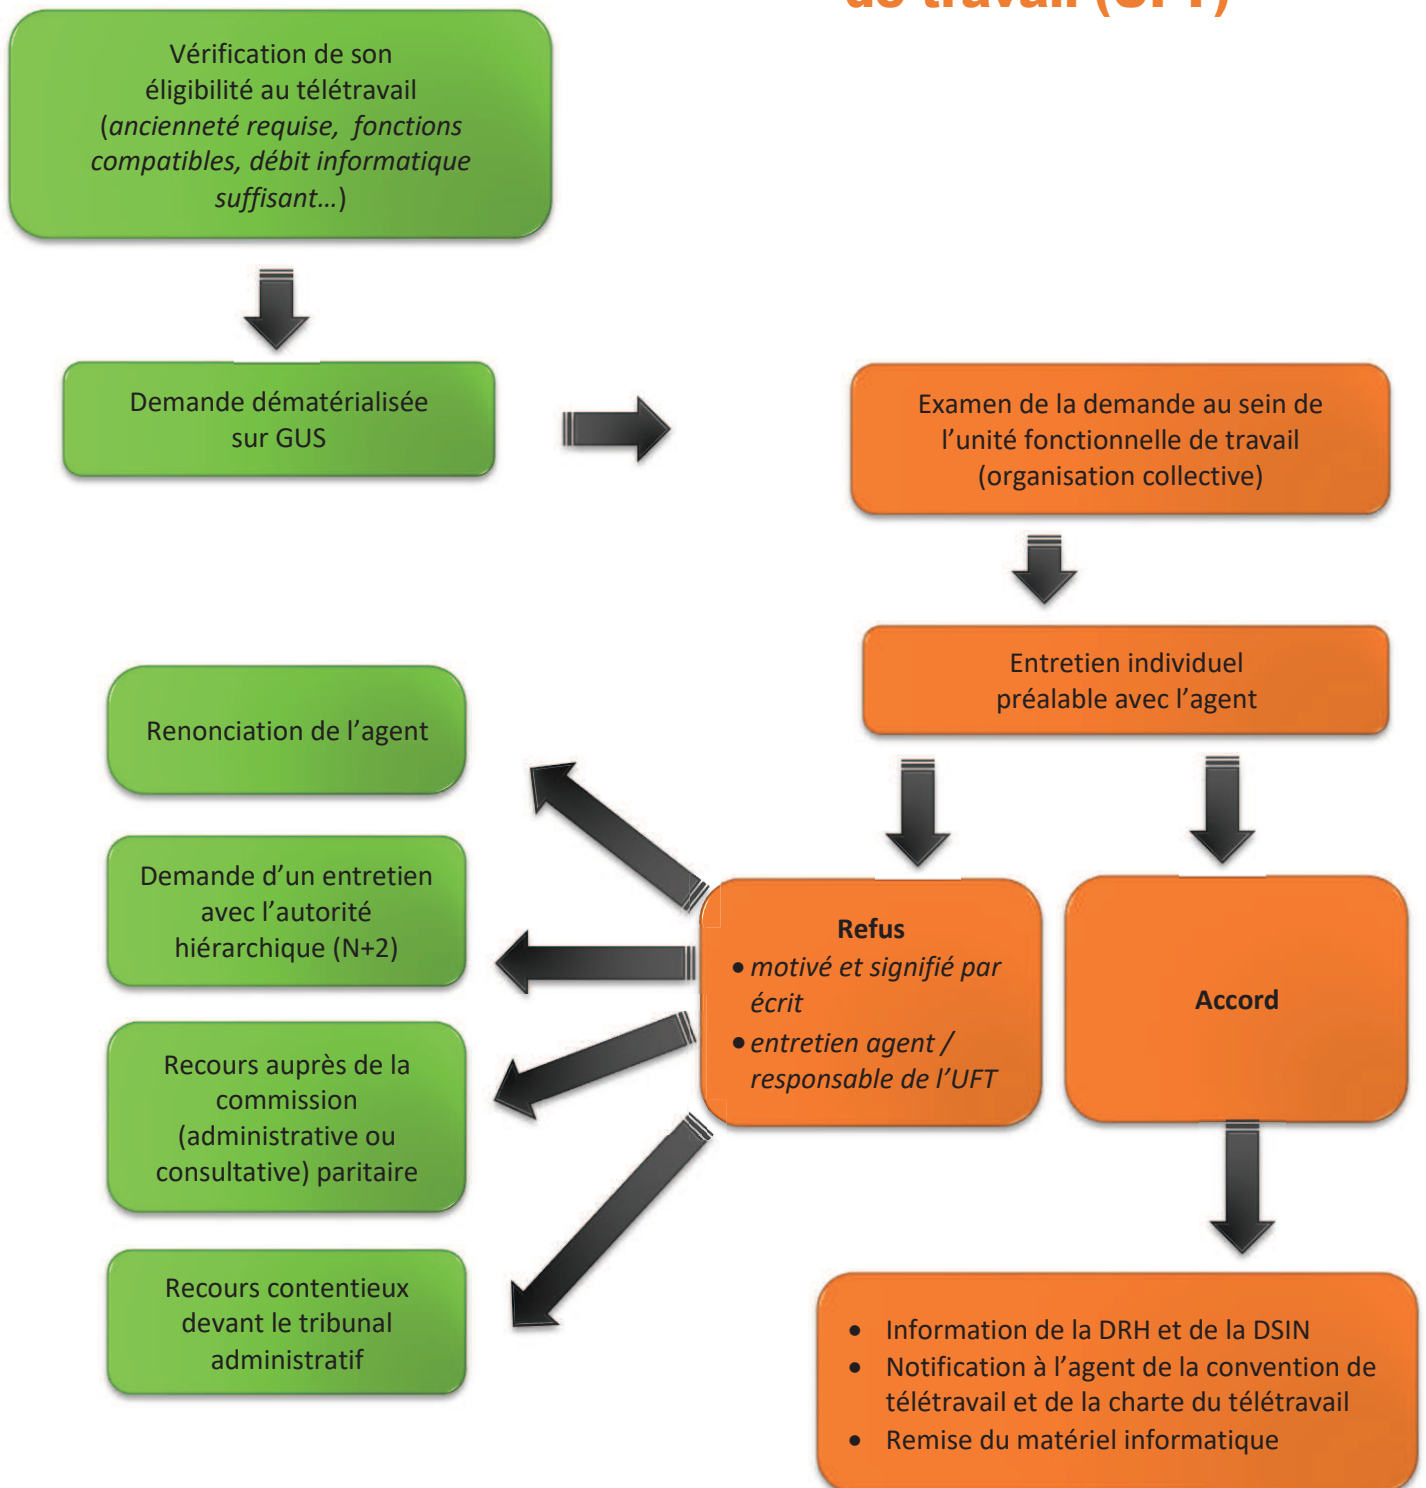 de travail (UFT)
Vérification de son
éligibilité au télétravail
(ancienneté requise, fonctions
compatibles, débit informatique
suffisant…)
Demande dématérialisée
sur GUS
Examen de la demande au sein de
l’unité fonctionnelle de travail
(organisation collective)
Entretien individuel
préalable avec l’agent
Renonciation de l’agent
Demande d’un entretien
avec l’autorité
hiérarchique (N+2)
Recours auprès de la
commission
(administrative ou
consultative) paritaire
Recours contentieux
devant le tribunal
administratif
Refus
• motivé et signifié par
écrit
• entretien agent /
responsable de l’UFT
Accord
• Information de la DRH et de la DSIN
• Notification à l’agent de la convention de
télétravail et de la charte du télétravail
• Remise du matériel informatique